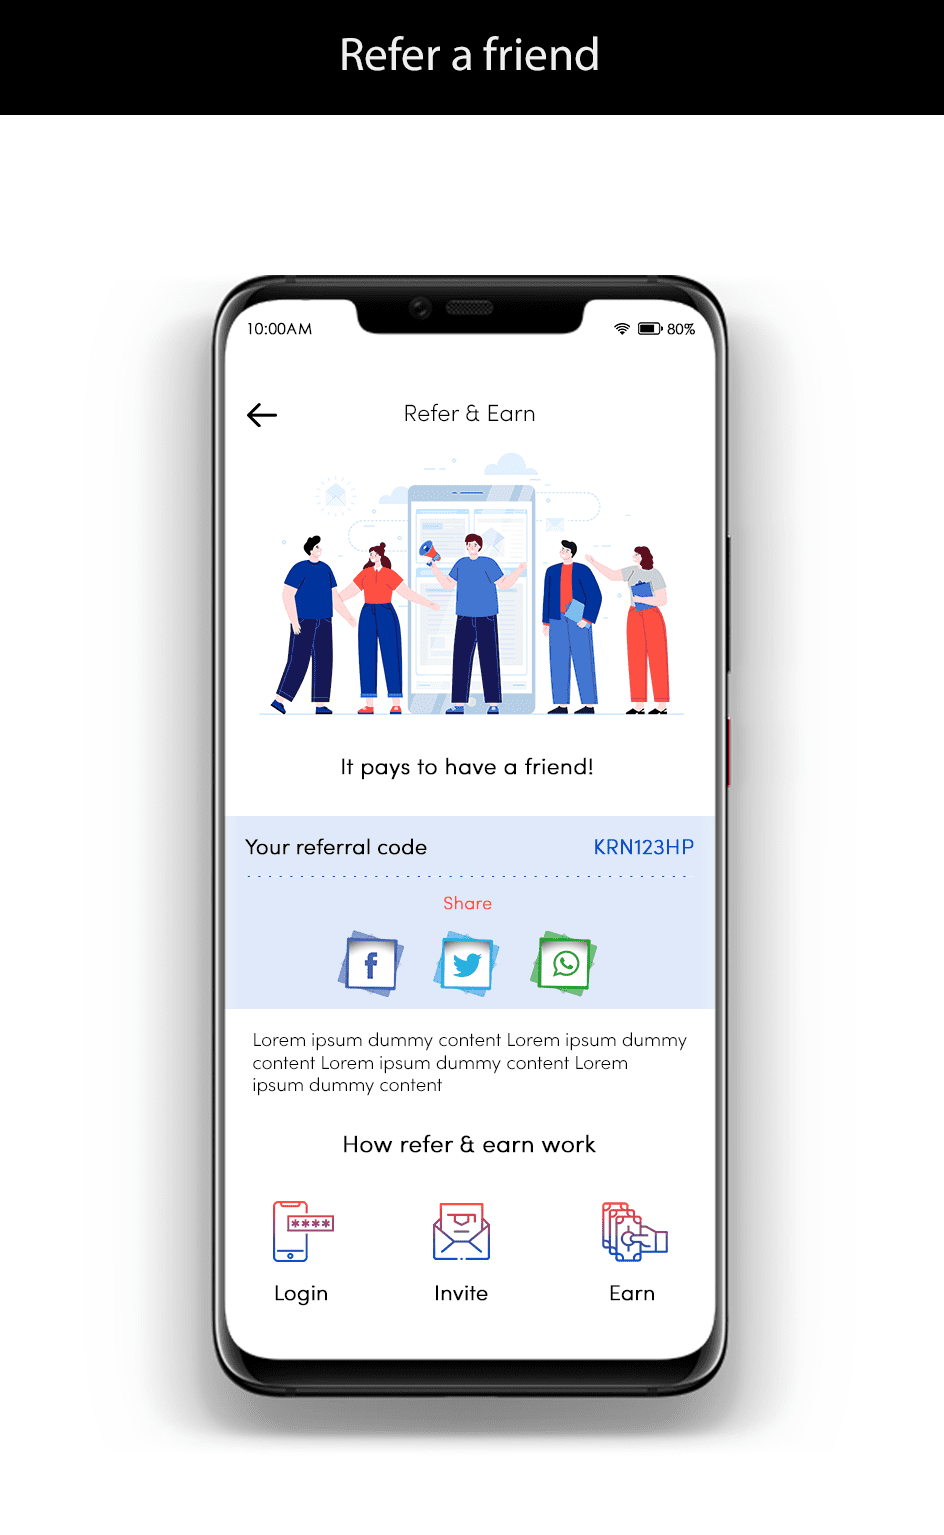 Refer a friend
10:00AM 80%
Refer & Earn
It pays to have a friend!
Your referral code KRN123HP
Share
Lorem ipsum dummy content Lorem ipsum dummy
content Lorem ipsum dummy content Lorem
ipsum dummy content
How refer & earn work
****
Login Invite Earn